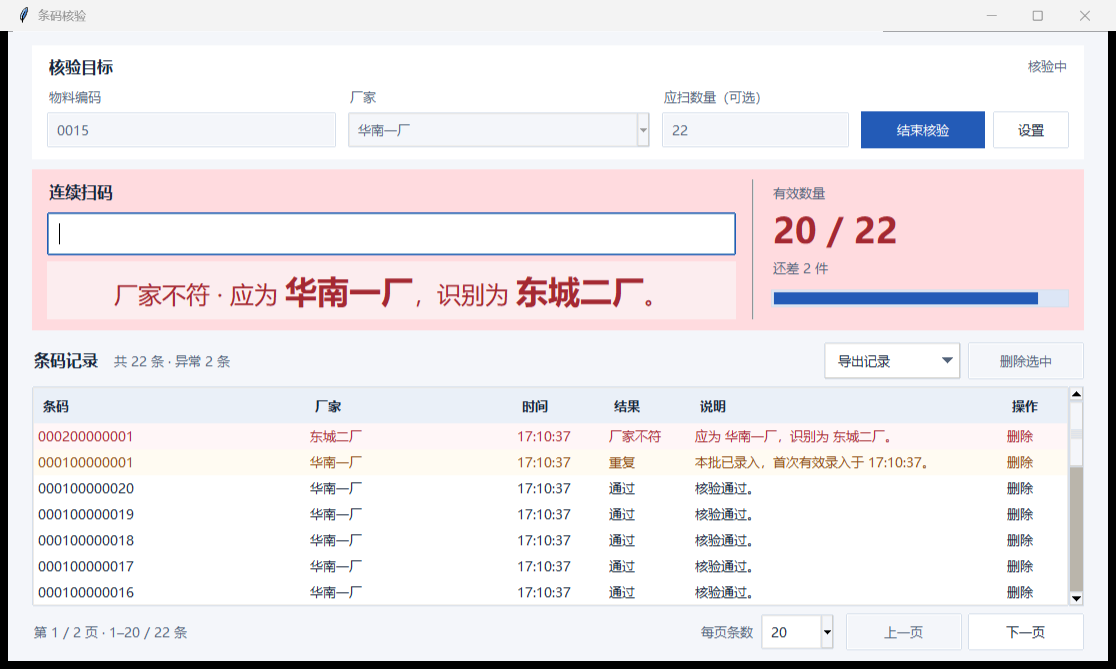 条码核验
核验目标 核验中
物料编码 厂家 应扫数量（可选）
0015 华南一厂 22 结束核验 设置
连续扫码 有效数量
20 / 22
还差 2 件
厂家不符 · 应为 华南一厂，识别为 东城二厂。
条码记录 共 22 条 · 异常 2 条 导出记录 删除选中
条码 厂家 时间 结果 说明 操作
000200000001 东城二厂 17:10:37 厂家不符 应为 华南一厂，识别为 东城二厂。 删除
000100000001 华南一厂 17:10:37 重复 本批已录入，首次有效录入于 17:10:37。 删除
000100000020 华南一厂 17:10:37 通过 核验通过。 删除
000100000019 华南一厂 17:10:37 通过 核验通过。 删除
000100000018 华南一厂 17:10:37 通过 核验通过。 删除
000100000017 华南一厂 17:10:37 通过 核验通过。 删除
000100000016 华南一厂 17:10:37 通过 核验通过。 删除
第 1 / 2 页 · 1–20 / 22 条 每页条数 20 上一页 下一页